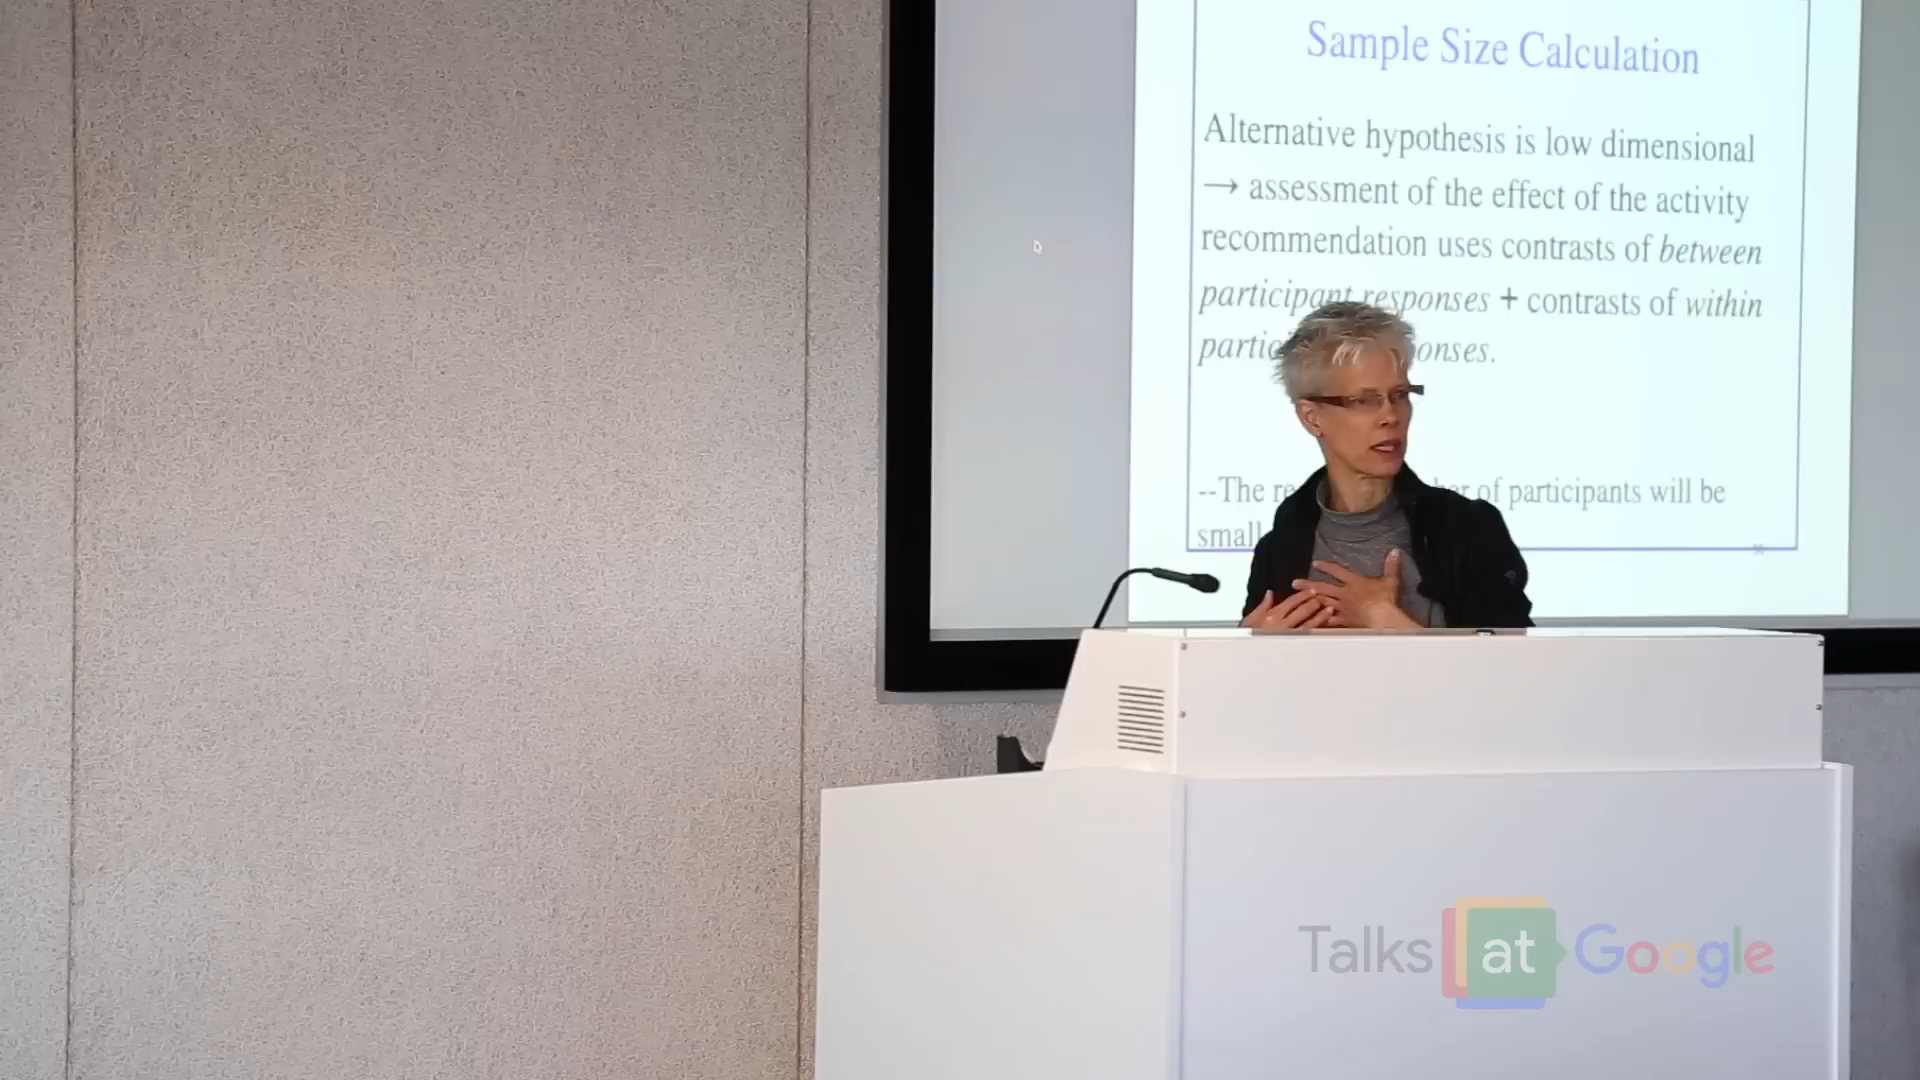 Sample Size Calculation
Alternative hypothesis is low dimensional
→ assessment of the effect of the activity
recommendation uses contrasts of between
participant responses + contrasts of within
onses.
--The of participants will be
small
Talks at Google